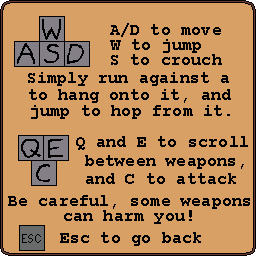 W
A S D
A/D to move
W to jump
S to crouch
Simply run against a
to hang onto it, and
jump to hop from it.
Q E
C
Q and E to scroll
between weapons,
and C to attack
Be careful, some weapons
can harm you!
ESC
Esc to go back